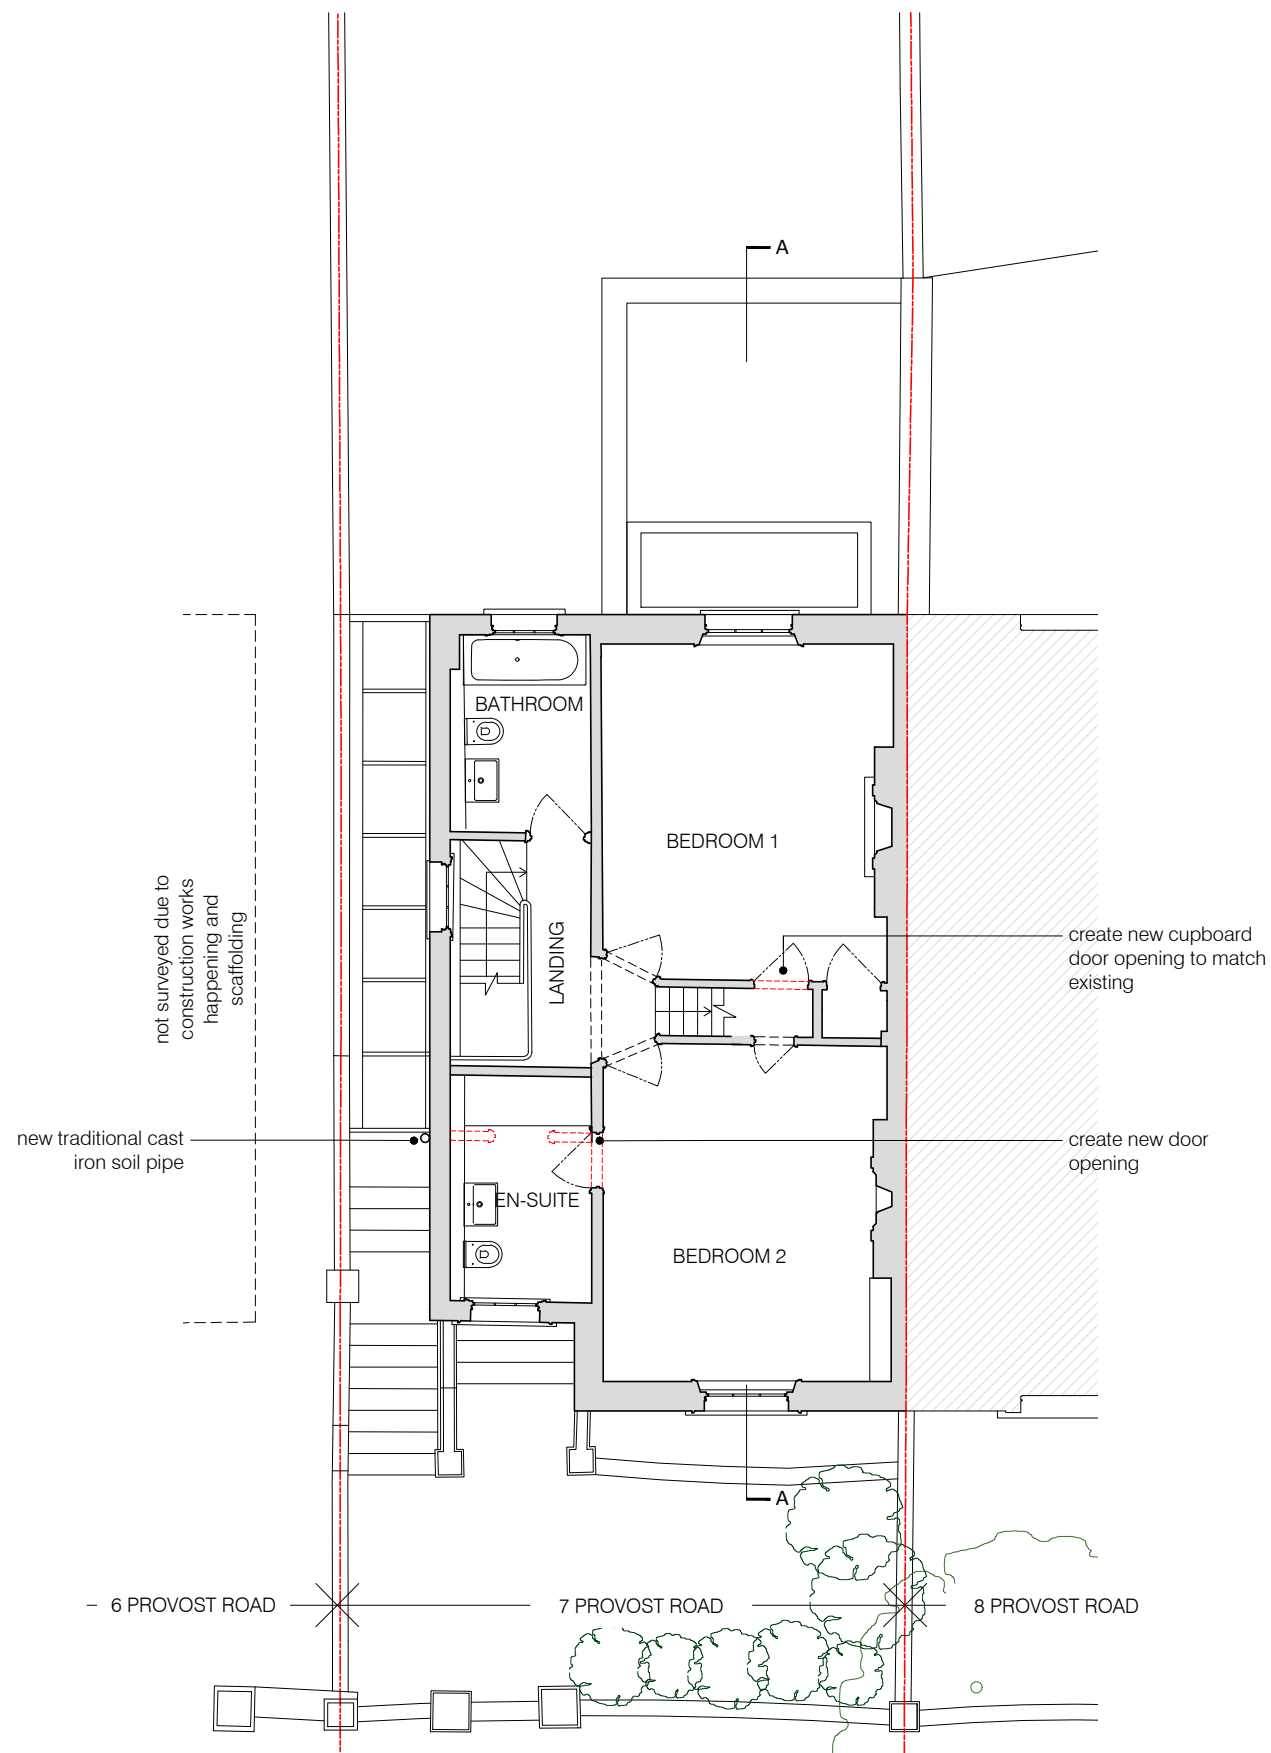 A
BATHROOM
BEDROOM 1
LANDING
not surveyed due to
construction works
happening and
scaffolding
create new cupboard
door opening to match
existing
new traditional cast
iron soil pipe
create new door
opening
EN-SUITE
BEDROOM 2
A
6 PROVOST ROAD
7 PROVOST ROAD
8 PROVOST ROAD